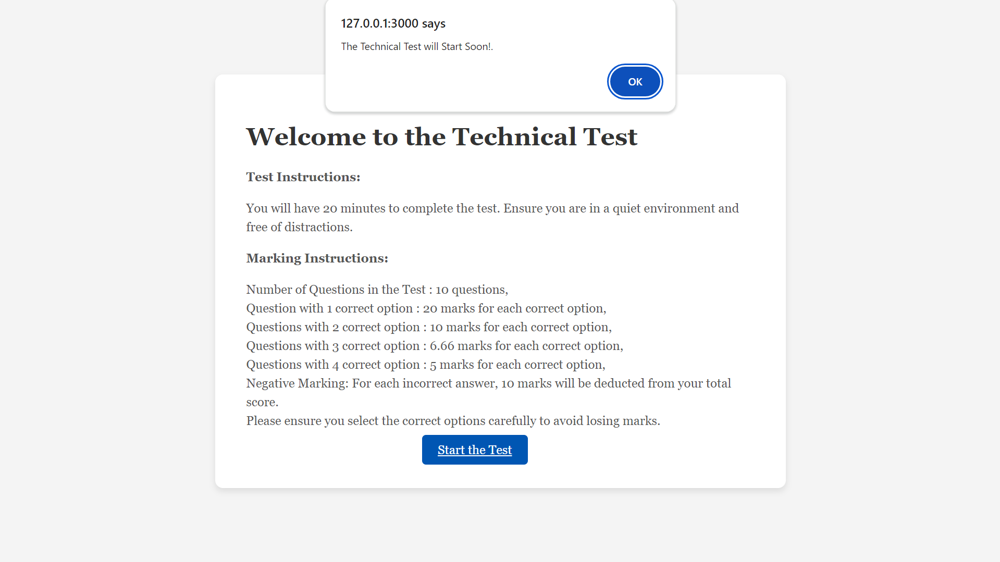 127.0.0.1:3000 says
The Technical Test will Start Soon!.
OK
Welcome to the Technical Test
Test Instructions:
You will have 20 minutes to complete the test. Ensure you are in a quiet environment and
free of distractions.
Marking Instructions:
Number of Questions in the Test : 10 questions,
Question with 1 correct option : 20 marks for each correct option,
Questions with 2 correct option : 10 marks for each correct option,
Questions with 3 correct option : 6.66 marks for each correct option,
Questions with 4 correct option : 5 marks for each correct option,
Negative Marking: For each incorrect answer, 10 marks will be deducted from your total
score.
Please ensure you select the correct options carefully to avoid losing marks.
Start the Test